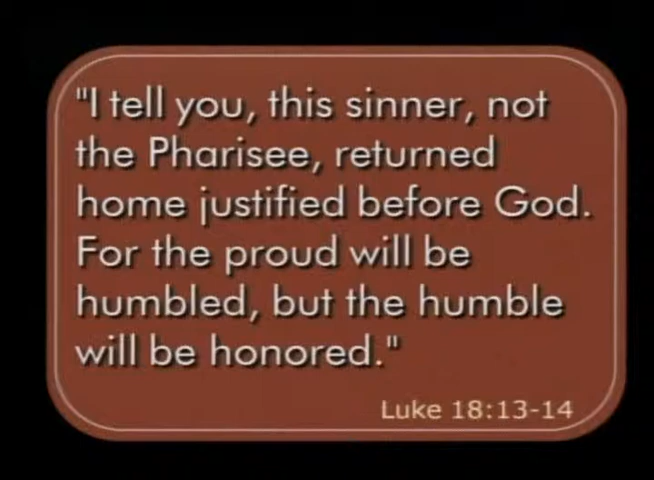 "I tell you, this sinner, not
the Pharisee, returned
home justified before God.
For the proud will be
humbled, but the humble
will be honored."
Luke 18:13-14